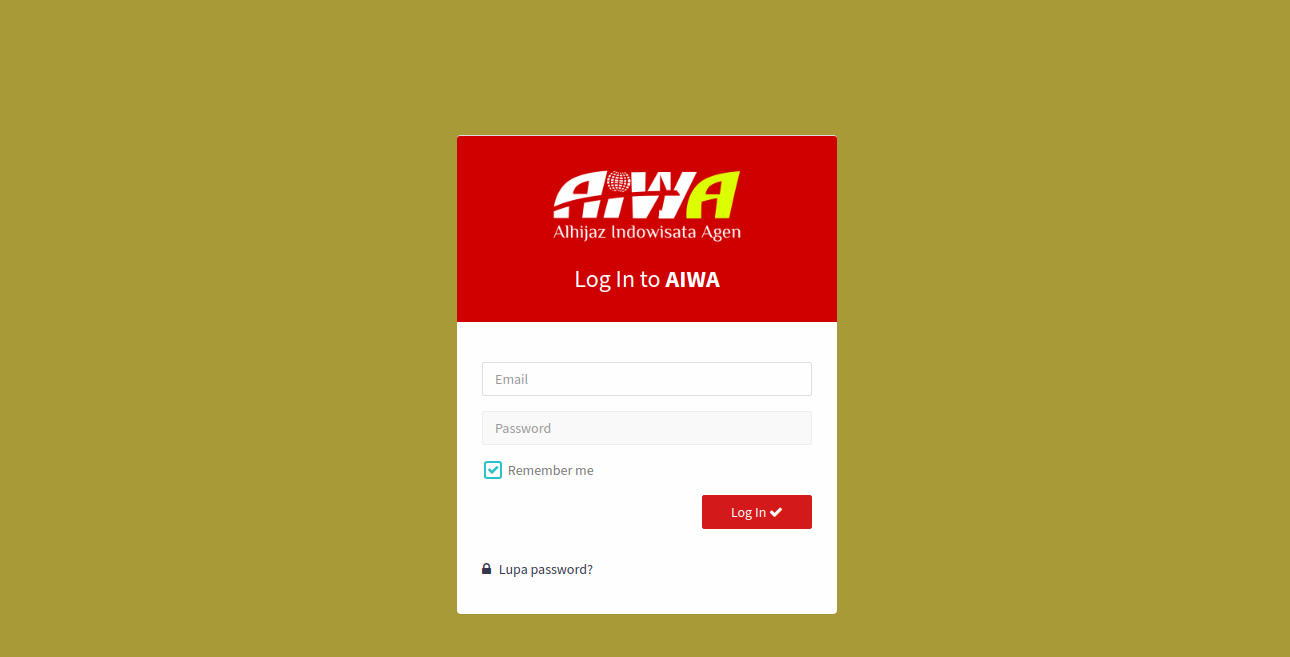 AiWA
Alhijaz Indowisata Agen
Log In to AIWA
Email
Password
Remember me
Log In
Lupa password?